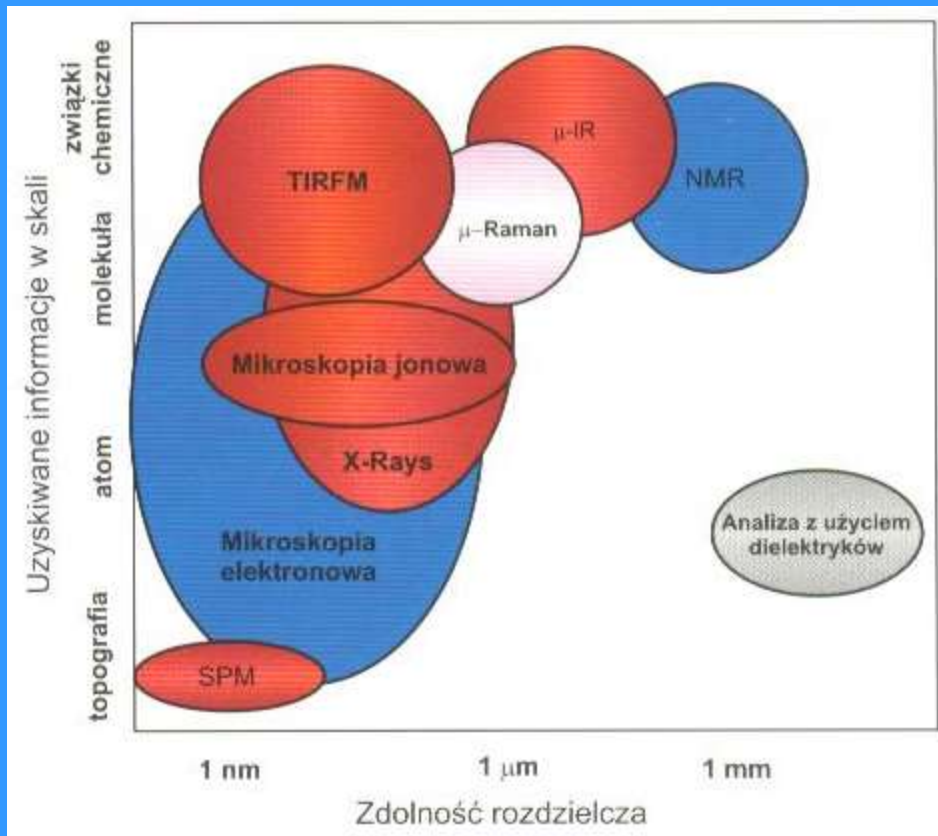 Uzyskiwane informacje w skali
związki
chemiczne
molekuła
atom
topografia
TIRFM
μ-IR
NMR
μ–Raman
Mikroskopia jonowa
X-Rays
Mikroskopia
elektronowa
Analiza z użyciem
dielektryków
SPM
1 nm
1 μm
1 mm
Zdolność rozdzielcza